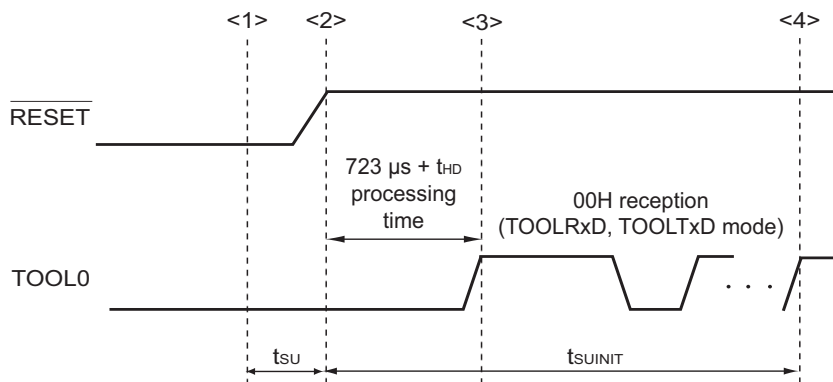 <1> <2> <3> <4>
RESET
723 µs + tHD
processing
time
00H reception
(TOOLRxD, TOOLTxD mode)
TOOL0
. . .
tSU
tSUINIT